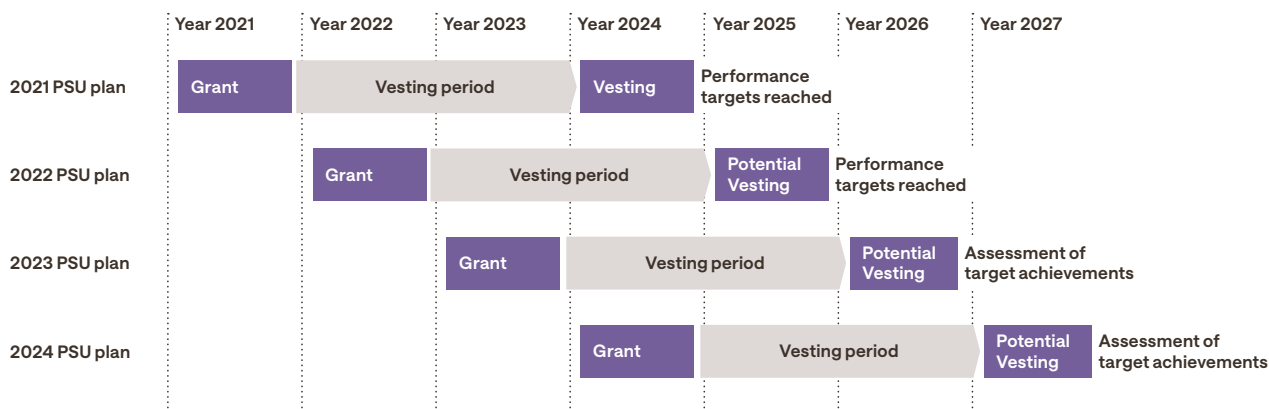 Year 2021 Year 2022 Year 2023 Year 2024 Year 2025 Year 2026 Year 2027
2021 PSU plan Grant Vesting period Vesting Performance
targets reached
2022 PSU plan Grant Vesting period Potential
Vesting Performance
targets reached
2023 PSU plan Grant Vesting period Potential
Vesting Assessment of
target achievements
2024 PSU plan Grant Vesting period Potential
Vesting Assessment of
target achievements